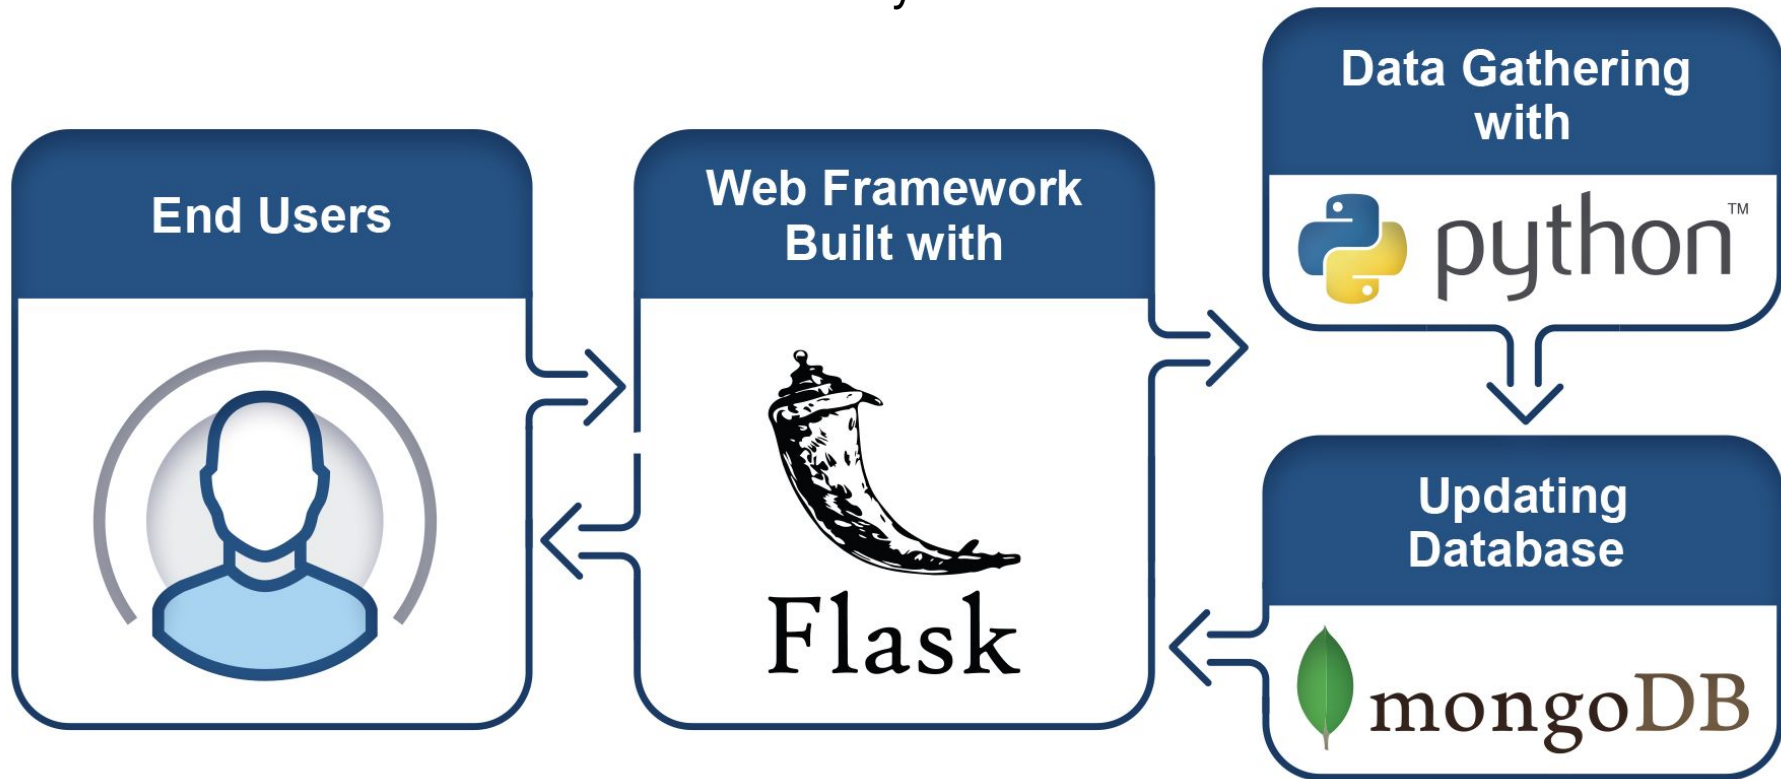 End Users
Web Framework
Built with
Flask
Data Gathering
with
python™
Updating
Database
mongoDB